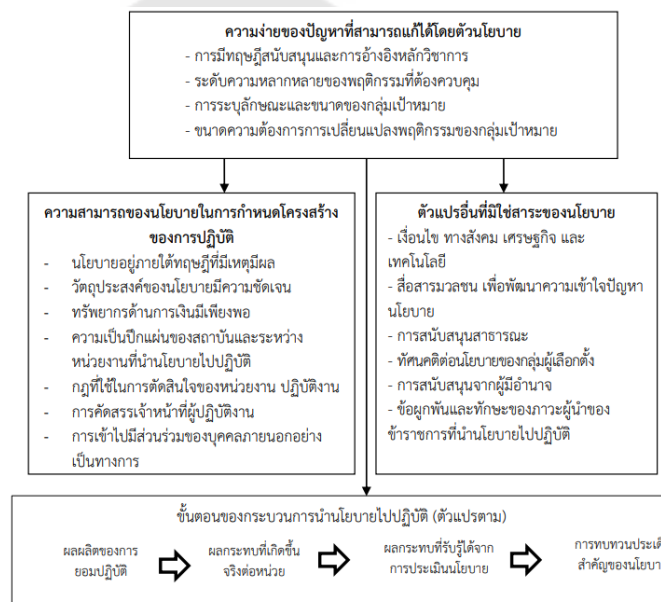 ความง่ายของปัญหาที่สามารถแก้ได้โดยตัวนโยบาย
- การมีทฤษฎีสนับสนุนและการอ้างอิงหลักวิชาการ
- ระดับความหลากหลายของพฤติกรรมที่ต้องควบคุม
- การระบุลักษณะและขนาดของกลุ่มเป้าหมาย
- ขนาดความต้องการการเปลี่ยนแปลงพฤติกรรมของกลุ่มเป้าหมาย
ความสามารถของนโยบายในการกำหนดโครงสร้าง
ของการปฏิบัติ
- นโยบายอยู่ภายใต้ทฤษฎีที่มีเหตุมีผล
- วัตถุประสงค์ของนโยบายมีความชัดเจน
- ทรัพยากรด้านการเงินมีเพียงพอ
- ความเป็นปึกแผ่นของสถาบันและระหว่าง
หน่วยงานที่นำนโยบายไปปฏิบัติ
- กฎที่ใช้ในการตัดสินใจของหน่วยงาน ปฏิบัติงาน
- การคัดสรรเจ้าหน้าที่ผู้ปฏิบัติงาน
- การเข้าไปมีส่วนร่วมของบุคคลภายนอกอย่าง
เป็นทางการ
ตัวแปรอื่นที่มิใช่สาระของนโยบาย
- เงื่อนไข ทางสังคม เศรษฐกิจ และ
เทคโนโลยี
- สื่อสารมวลชน เพื่อพัฒนาความเข้าใจปัญหา
นโยบาย
- การสนับสนุนสาธารณะ
- ทัศนคติต่อนโยบายของกลุ่มผู้เลือกตั้ง
- การสนับสนุนจากผู้มีอำนาจ
- ข้อผูกพันและทักษะของภาวะผู้นำของ
ข้าราชการที่นำนโยบายไปปฏิบัติ
ขั้นตอนของกระบวนการนำนโยบายไปปฏิบัติ (ตัวแปรตาม)
ผลผลิตของการ
ยอมปฏิบัติ
ผลกระทบที่เกิดขึ้น
จริงต่อหน่วย
ผลกระทบที่รับรู้ได้จาก
การประเมินนโยบาย
การทบทวนประเด็
สำคัญของนโยบา